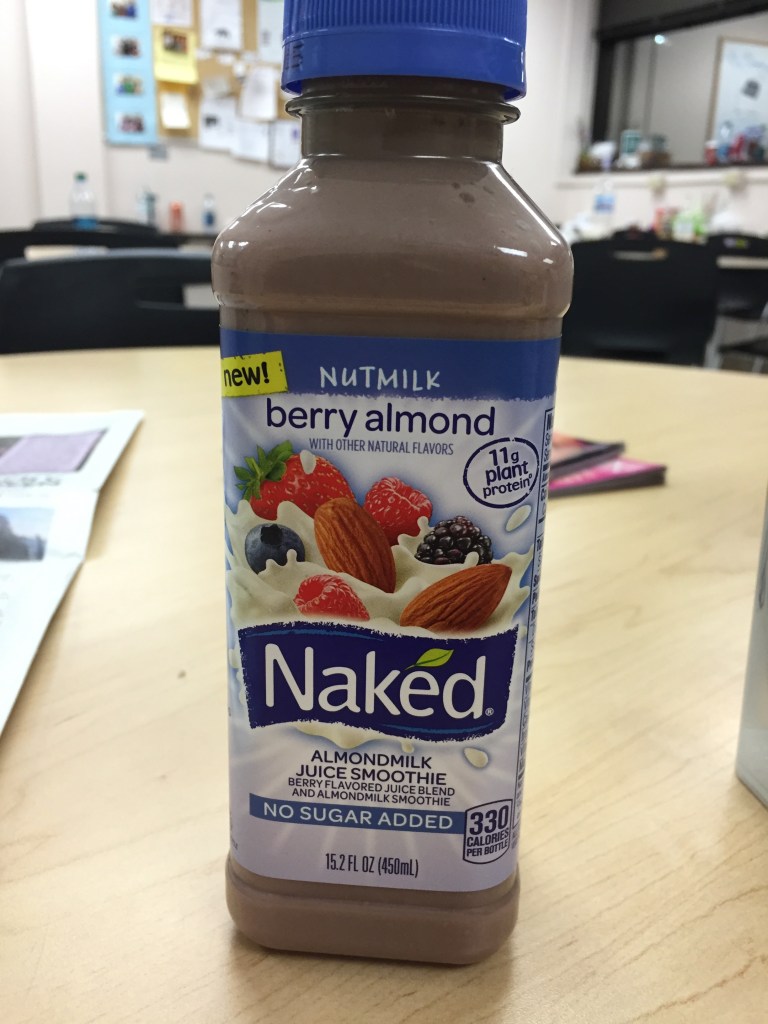 new!
NUTMILK
berry almond
WITH OTHER NATURAL FLAVORS
11g
plant
protein
Naked®
ALMONDMILK
JUICE SMOOTHIE
BERRY FLAVORED JUICE BLEND
AND ALMONDMILK SMOOTHIE
NO SUGAR ADDED
330
CALORIES
PER BOTTLE
15.2 FL OZ (450mL)